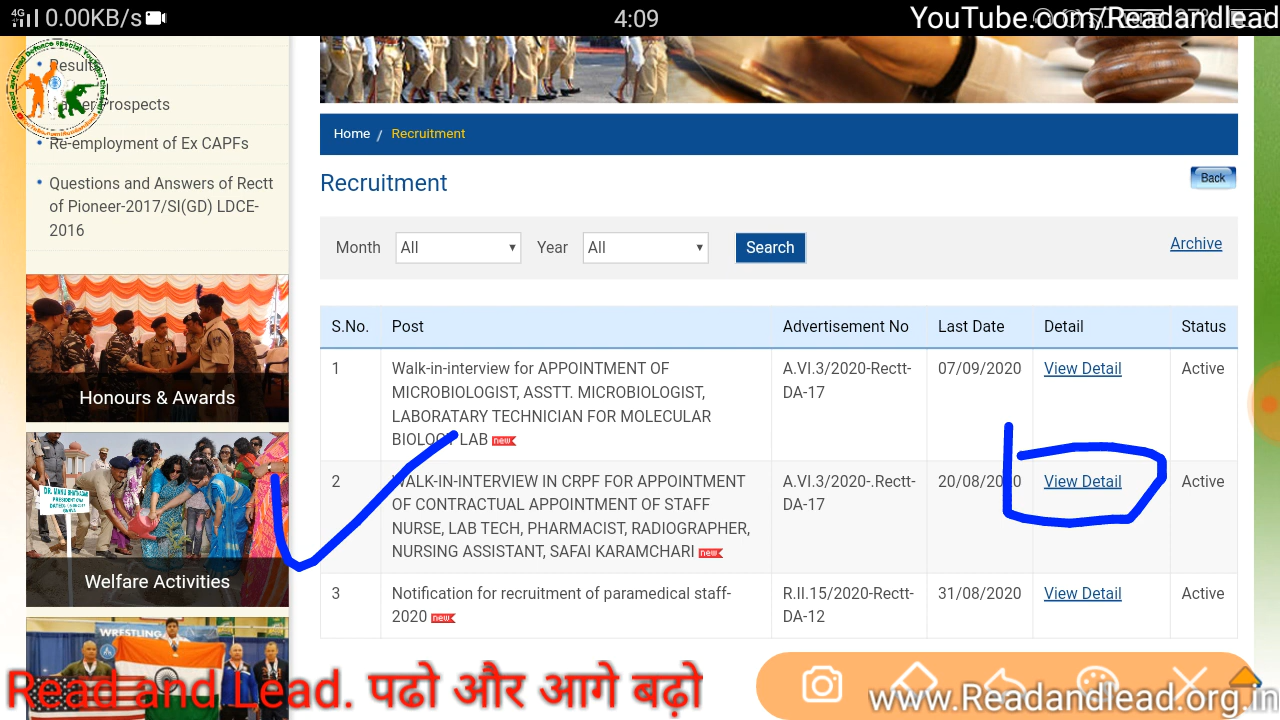 4G 0.00KB/s
4:09
YouTube.com/Readandlead
Results
Prospects
Re-employment of Ex CAPFs
Questions and Answers of Rectt
of Pioneer-2017/SI(GD) LDCE-
2016
Honours & Awards
Welfare Activities
WRESTLING
Home / Recruitment
Recruitment
Back
Month All Year All Search
Archive
S.No. Post Advertisement No Last Date Detail Status
1 Walk-in-interview for APPOINTMENT OF A.VI.3/2020-Rectt- 07/09/2020 View Detail Active
MICROBIOLOGIST, ASSTT. MICROBIOLOGIST, DA-17
LABORATARY TECHNICIAN FOR MOLECULAR
BIOLOGY LAB new
2 WALK-IN-INTERVIEW IN CRPF FOR APPOINTMENT A.VI.3/2020-.Rectt- 20/08/2020 View Detail Active
OF CONTRACTUAL APPOINTMENT OF STAFF DA-17
NURSE, LAB TECH, PHARMACIST, RADIOGRAPHER,
NURSING ASSISTANT, SAFAI KARAMCHARI new
3 Notification for recruitment of paramedical staff- R.II.15/2020-Rectt- 31/08/2020 View Detail Active
2020 new DA-12
Read and Lead. पढो और आगे बढ़ो
www.Readandlead.org.in